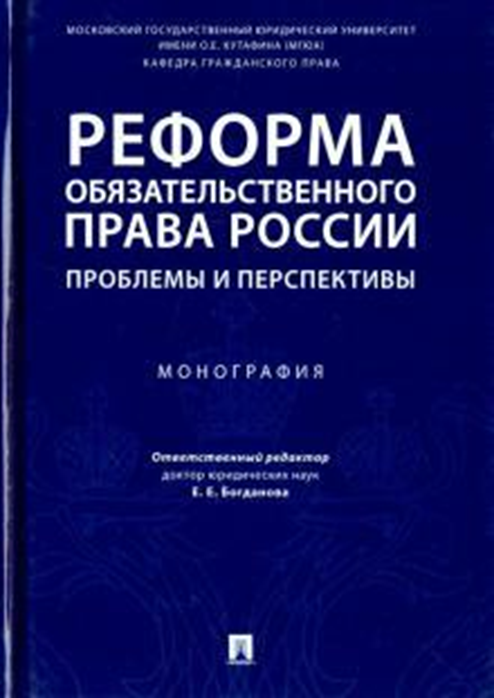 МОСКОВСКИЙ ГОСУДАРСТВЕННЫЙ ЮРИДИЧЕСКИЙ УНИВЕРСИТЕТ
ИМЕНИ О.Е. КУТАФИНА (МГЮА)
КАФЕДРА ГРАЖДАНСКОГО ПРАВА
РЕФОРМА
ОБЯЗАТЕЛЬСТВЕННОГО
ПРАВА РОССИИ
ПРОБЛЕМЫ И ПЕРСПЕКТИВЫ
МОНОГРАФИЯ
Ответственный редактор
доктор юридических наук
Е. Е. Богданова